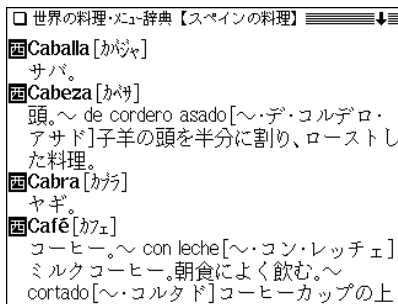 世界の料理・メニュー辞典【スペインの料理】
西Caballa[カバジャ]
サバ。
西Cabeza[カベサ]
頭。～ de cordero asado[～・デ・コルデロ・
アサド]子羊の頭を半分に割り、ローストし
た料理。
西Cabra[カブラ]
ヤギ。
西Café[カフェ]
コーヒー。～ con leche[～・コン・レッチェ]
ミルクコーヒー。朝食によく飲む。～
cortado[～・コルタド]コーヒーカップの上